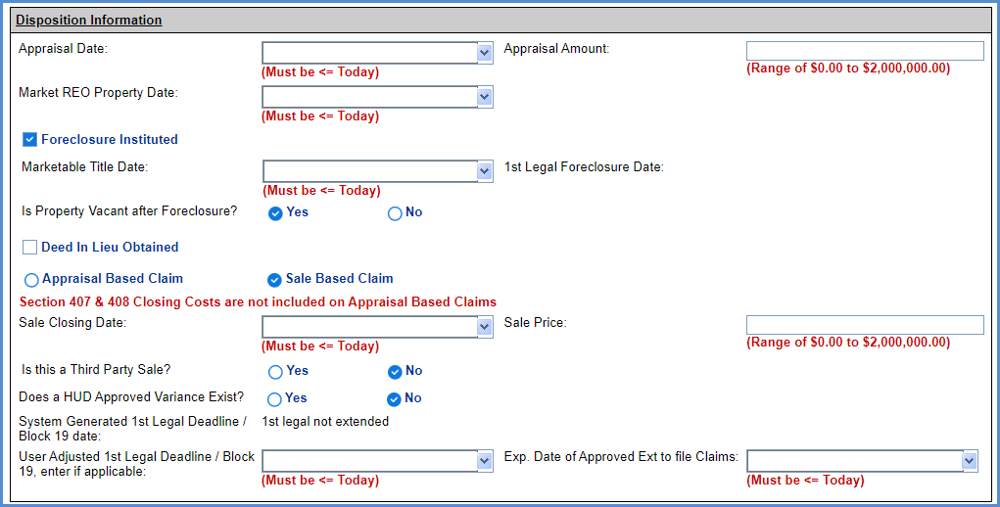 Disposition Information
Appraisal Date:
Appraisal Amount:
(Must be <= Today)
(Range of $0.00 to $2,000,000.00)
Market REO Property Date:
(Must be <= Today)
Foreclosure Instituted
Marketable Title Date:
1st Legal Foreclosure Date:
(Must be <= Today)
Is Property Vacant after Foreclosure? Yes No
Deed In Lieu Obtained
Appraisal Based Claim Sale Based Claim
Section 407 & 408 Closing Costs are not included on Appraisal Based Claims
Sale Closing Date:
Sale Price:
(Must be <= Today)
(Range of $0.00 to $2,000,000.00)
Is this a Third Party Sale? Yes No
Does a HUD Approved Variance Exist? Yes No
System Generated 1st Legal Deadline / 1st legal not extended
Block 19 date:
User Adjusted 1st Legal Deadline / Block
19, enter if applicable:
Exp. Date of Approved Ext to file Claims:
(Must be <= Today)
(Must be <= Today)